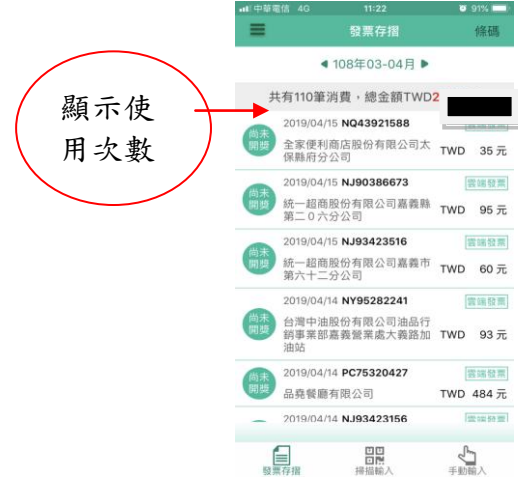 中華電信 4G 11:22 91%
發票存摺 條碼
108年03-04月
共有110筆消費，總金額TWD2
顯示使
用次數
2019/04/15 NQ43921588
尚未
開獎
全家便利商店股份有限公司太
保縣府分公司
TWD 35 元
2019/04/15 NJ90386673 雲端發票
尚未
開獎
統一超商股份有限公司嘉義縣
第二０六分公司
TWD 95 元
2019/04/15 NJ93423516 雲端發票
尚未
開獎
統一超商股份有限公司嘉義市
第六十二分公司
TWD 60 元
2019/04/14 NY95282241 雲端發票
尚未
開獎
台灣中油股份有限公司油品行
銷事業部嘉義營業處大義路加
油站
TWD 93 元
2019/04/14 PC75320427 雲端發票
尚未
開獎
品堯餐廳有限公司
TWD 484 元
2019/04/14 NJ93423156 雲端發票
發票存摺 掃描輸入 手動輸入